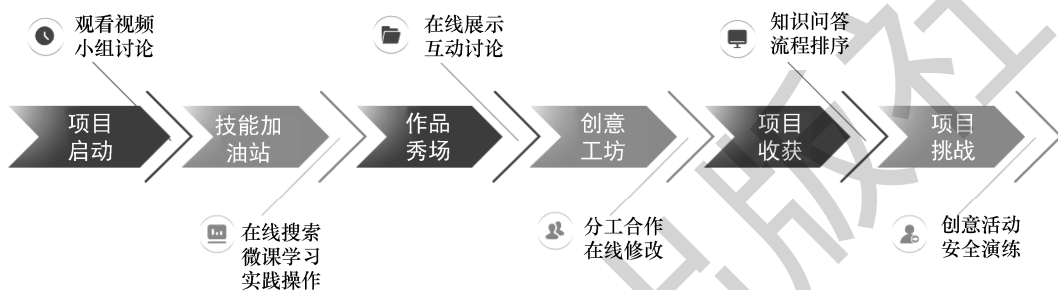 观看视频
小组讨论
在线展示
互动讨论
知识问答
流程排序
项目
启动
技能加
油站
作品
秀场
创意
工坊
项目
收获
项目
挑战
在线搜索
微课学习
实践操作
分工合作
在线修改
创意活动
安全演练
版社